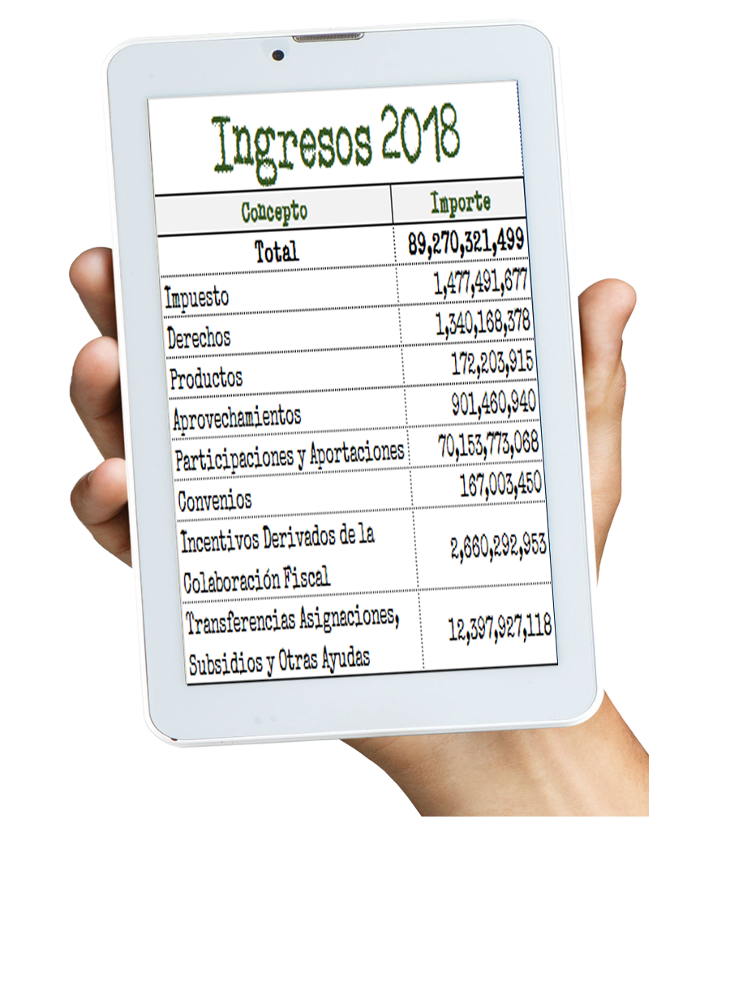 Ingresos 2018
Concepto Importe
Total 89,270,321,499
Impuesto 1,477,491,677
Derechos 1,340,168,378
Productos 172,203,915
Aprovechamientos 901,460,940
Participaciones y Aportaciones 70,153,773,068
Convenios 167,003,450
Incentivos Derivados de la
Colaboración Fiscal 2,660,292,953
Transferencias Asignaciones,
Subsidios y Otras Ayudas 12,397,927,118